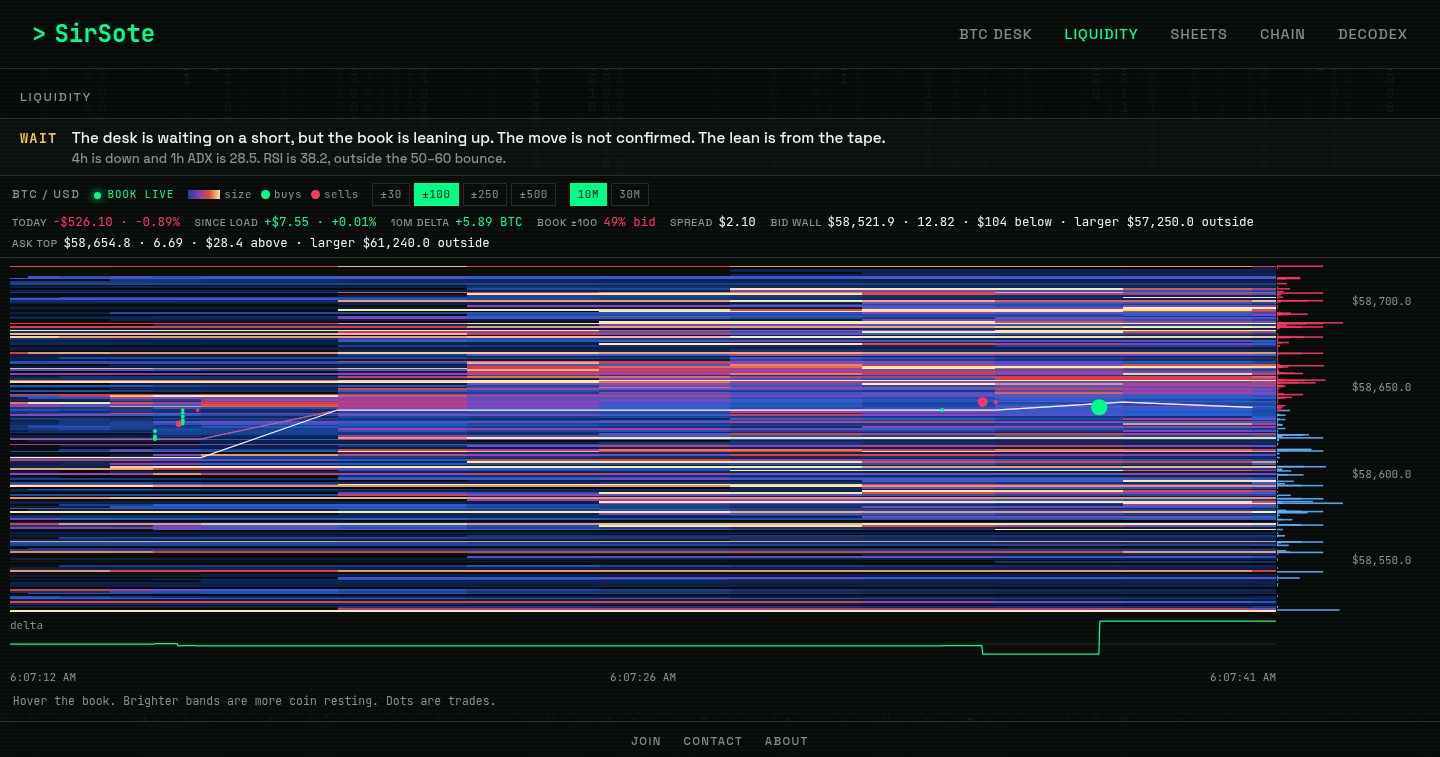 > SirSote
BTC DESK LIQUIDITY SHEETS CHAIN DECODEX
LIQUIDITY
WAIT The desk is waiting on a short, but the book is leaning up. The move is not confirmed. The lean is from the tape.
4h is down and 1h ADX is 28.5. RSI is 38.2, outside the 50–60 bounce.
BTC / USD BOOK LIVE size buys sells ±30 ±100 ±250 ±500 10M 30M
TODAY -$526.10 · -0.89% SINCE LOAD +$7.55 · +0.01% 10M DELTA +5.89 BTC BOOK ±100 49% bid SPREAD $2.10 BID WALL $58,521.9 · 12.82 · $104 below · larger $57,250.0 outside
ASK TOP $58,654.8 · 6.69 · $28.4 above · larger $61,240.0 outside
$58,700.0
$58,650.0
$58,600.0
$58,550.0
delta
6:07:12 AM 6:07:26 AM 6:07:41 AM
Hover the book. Brighter bands are more coin resting. Dots are trades.
JOIN CONTACT ABOUT